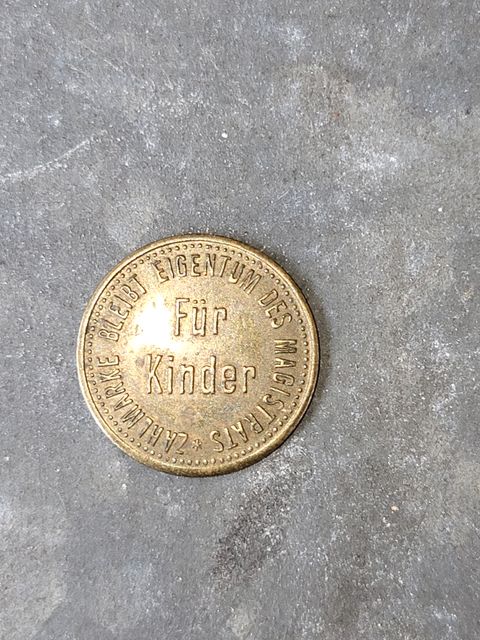 ZAHLMARKE BLEIBT EIGENTUM DES MAGISTRATS *
Für
Kinder